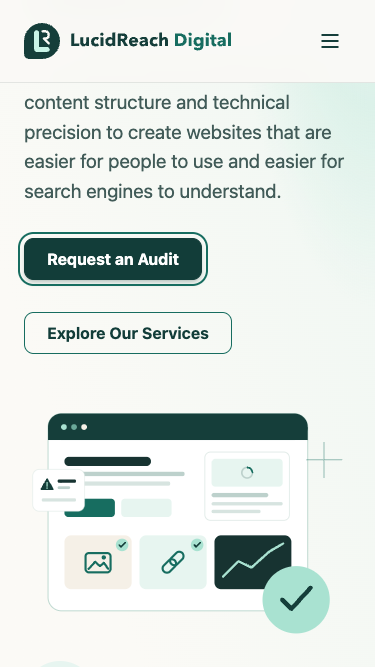 LucidReach Digital
content structure and technical
precision to create websites that are
easier for people to use and easier for
search engines to understand.
Request an Audit
Explore Our Services